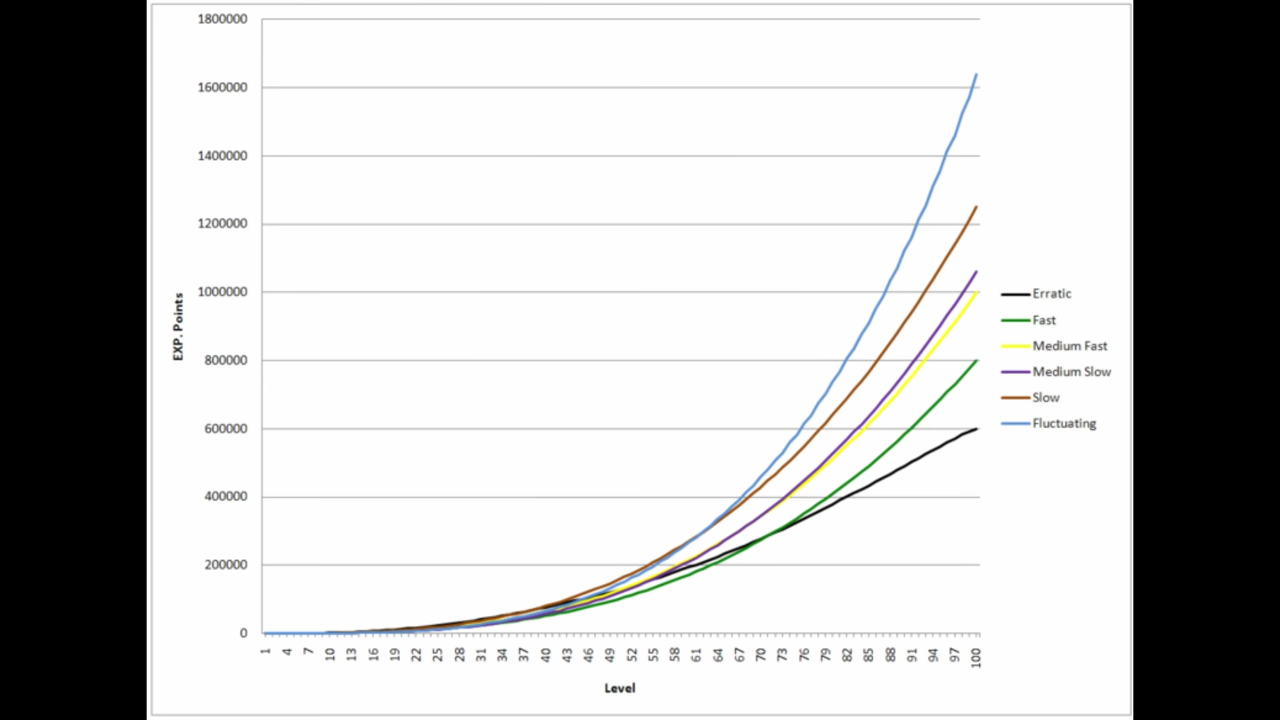 1800000
1600000
1400000
1200000
1000000
800000
600000
400000
200000
0
EXP. Points
1 4 7 10 13 16 19 22 25 28 31 34 37 40 43 46 49 52 55 58 61 64 67 70 73 76 79 82 85 88 91 94 97 100
Level
Erratic
Fast
Medium Fast
Medium Slow
Slow
Fluctuating